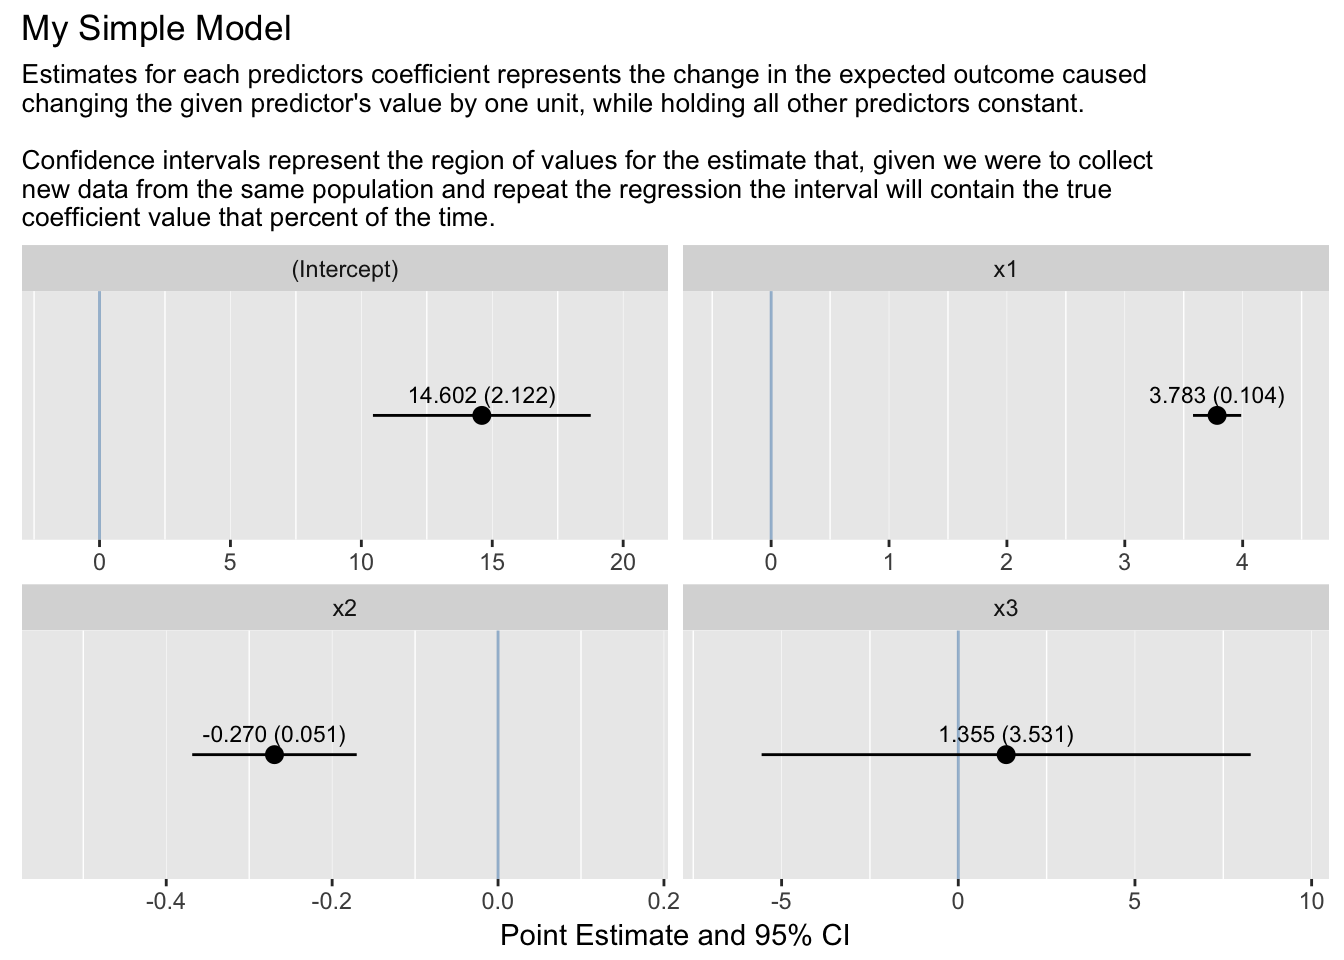 My Simple Model
Estimates for each predictors coefficient represents the change in the expected outcome caused
changing the given predictor's value by one unit, while holding all other predictors constant.
Confidence intervals represent the region of values for the estimate that, given we were to collect
new data from the same population and repeat the regression the interval will contain the true
coefficient value that percent of the time.
(Intercept)
14.602 (2.122)
0 5 10 15 20
x1
3.783 (0.104)
0 1 2 3 4
x2
-0.270 (0.051)
-0.4 -0.2 0.0 0.2
x3
1.355 (3.531)
-5 0 5 10
Point Estimate and 95% CI